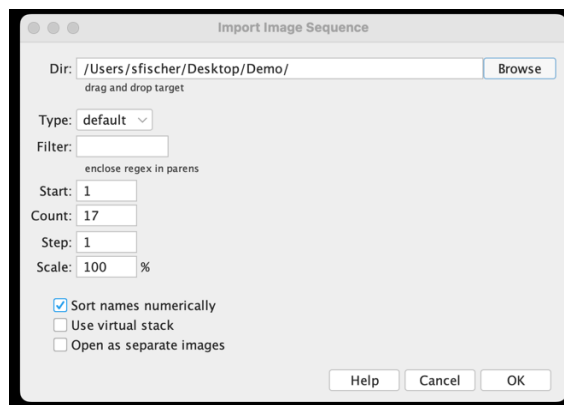 Import Image Sequence
Dir: /Users/sfischer/Desktop/Demo/ Browse
drag and drop target
Type: default
Filter:
enclose regex in parens
Start: 1
Count: 17
Step: 1
Scale: 100 %
Sort names numerically
Use virtual stack
Open as separate images
Help Cancel OK